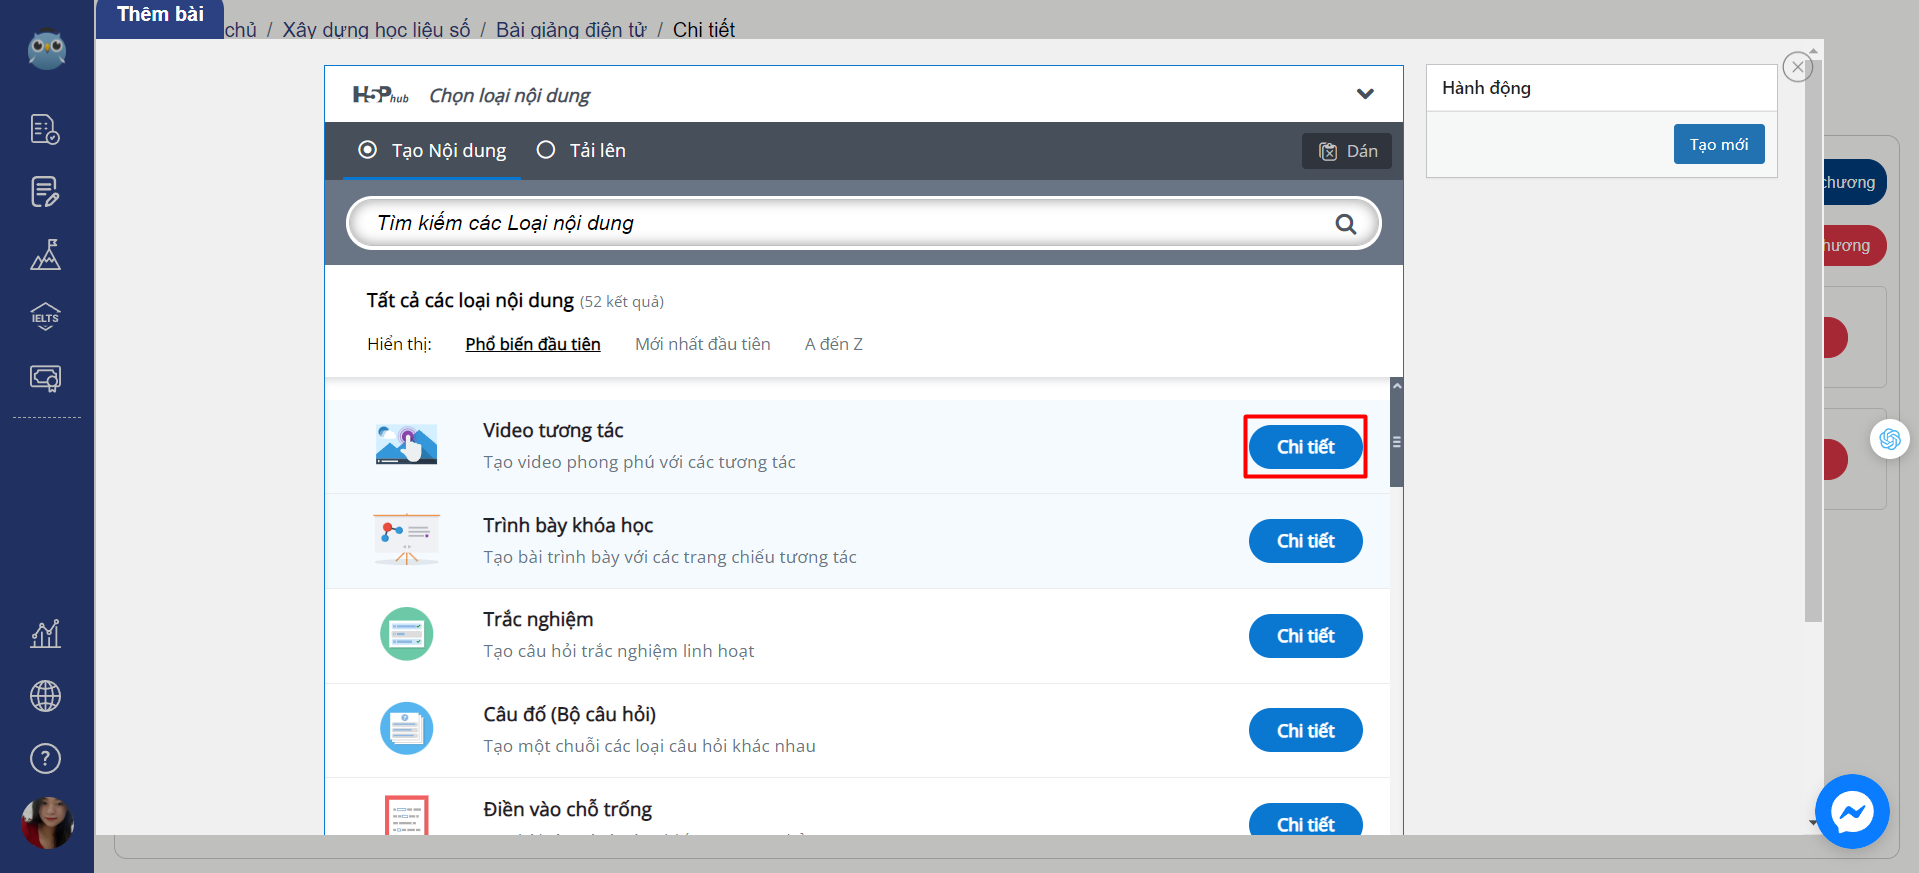 Thêm bài
chủ / Xây dựng học liệu số / Bài giảng điện tử / Chi tiết
H5P hub Chọn loại nội dung
Hành động
Tạo Nội dung Tải lên Dán
Tạo mới
chương
Tìm kiếm các Loại nội dung
hương
Tất cả các loại nội dung (52 kết quả)
IELTS
Hiển thị: Phổ biến đầu tiên Mới nhất đầu tiên A đến Z
Video tương tác
Tạo video phong phú với các tương tác
Chi tiết
Trình bày khóa học
Tạo bài trình bày với các trang chiếu tương tác
Chi tiết
Trắc nghiệm
Tạo câu hỏi trắc nghiệm linh hoạt
Chi tiết
Câu đố (Bộ câu hỏi)
Tạo một chuỗi các loại câu hỏi khác nhau
Chi tiết
Điền vào chỗ trống
Chi tiết